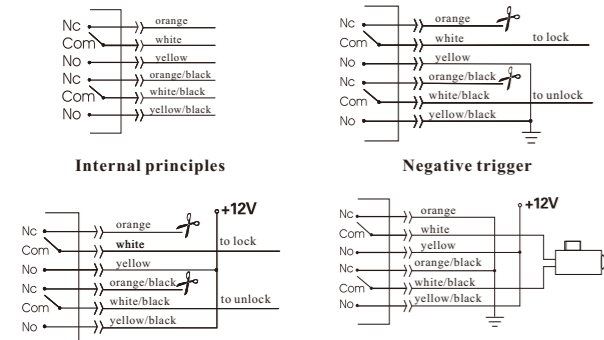 Nc orange
Com white
No yellow
Nc orange/black
Com white/black
No yellow/black
Internal principles
Nc orange
Com white to lock
No yellow
Nc orange/black
Com white/black to unlock
No yellow/black
Negative trigger
+12V
Nc orange
Com white to lock
No yellow
Nc orange/black
Com white/black to unlock
No yellow/black
+12V
Nc orange
Com white
No yellow
Nc orange/black
Com white/black
No yellow/black